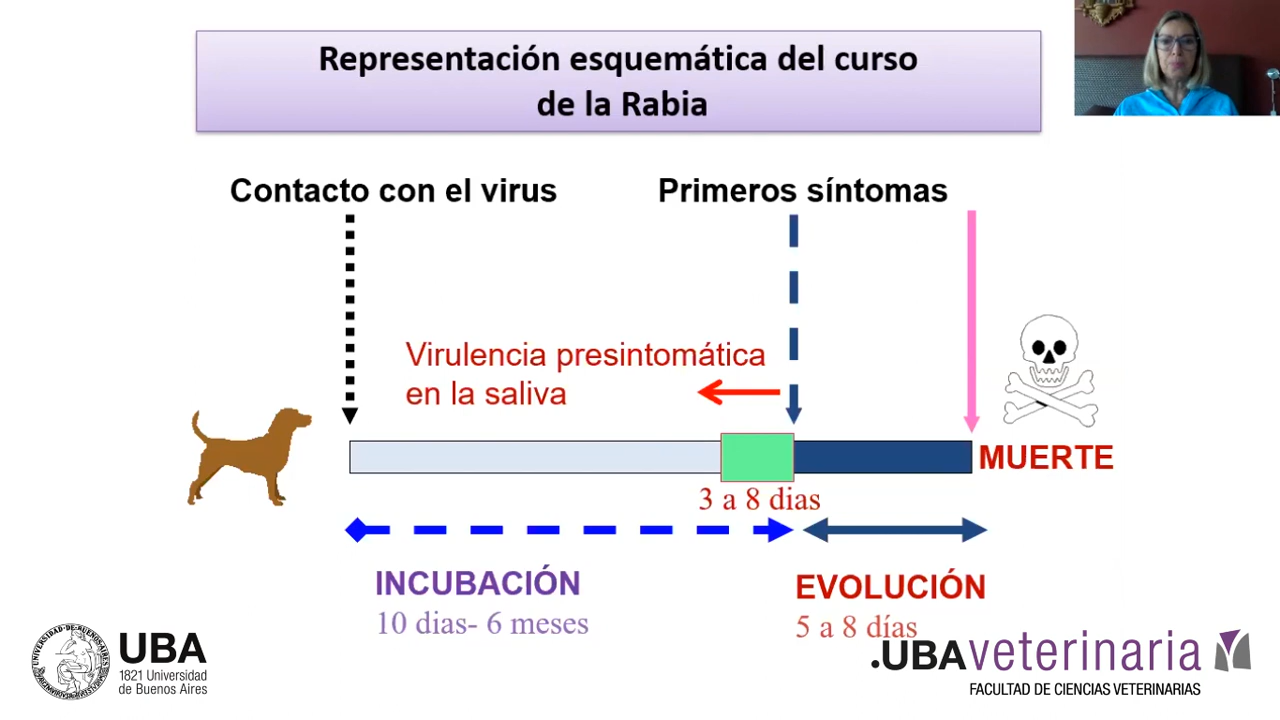 Representación esquemática del curso
de la Rabia
Contacto con el virus
Primeros síntomas
Virulencia presintomática
en la saliva
MUERTE
3 a 8 dias
INCUBACIÓN
10 dias- 6 meses
EVOLUCIÓN
5 a 8 días
UBA
1821 Universidad
de Buenos Aires
.UBAveterinaria
FACULTAD DE CIENCIAS VETERINARIAS